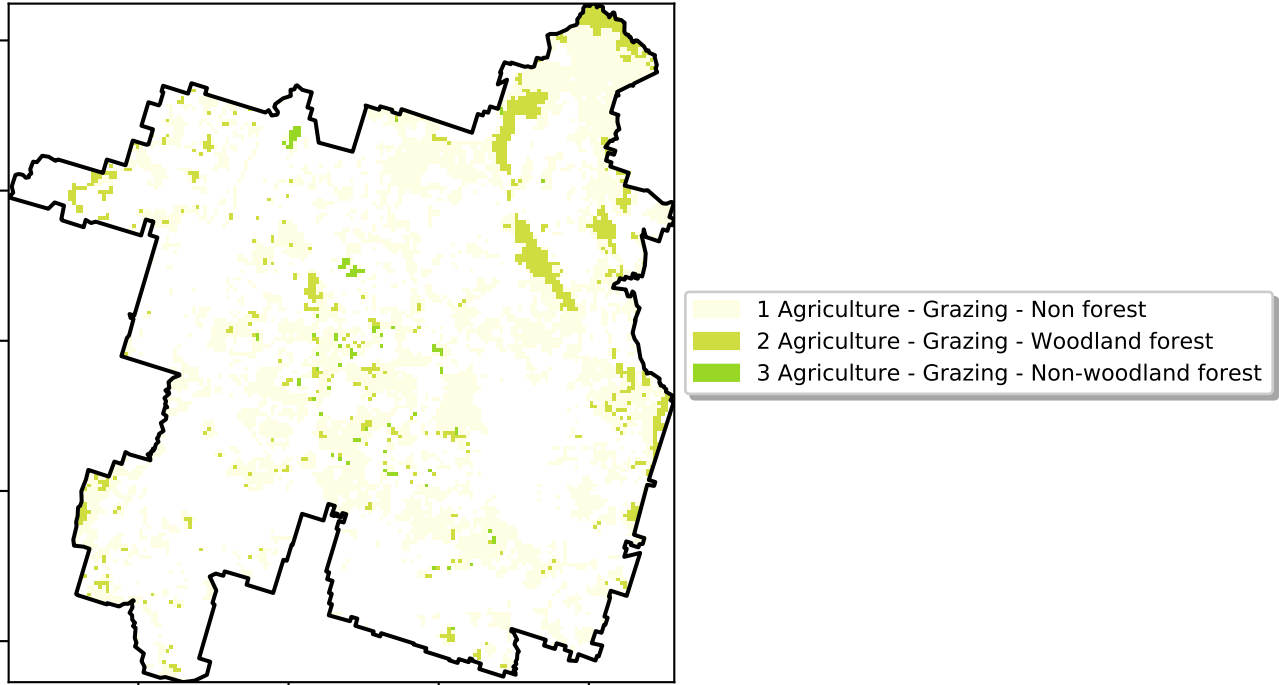 1 Agriculture - Grazing - Non forest
2 Agriculture - Grazing - Woodland forest
3 Agriculture - Grazing - Non-woodland forest